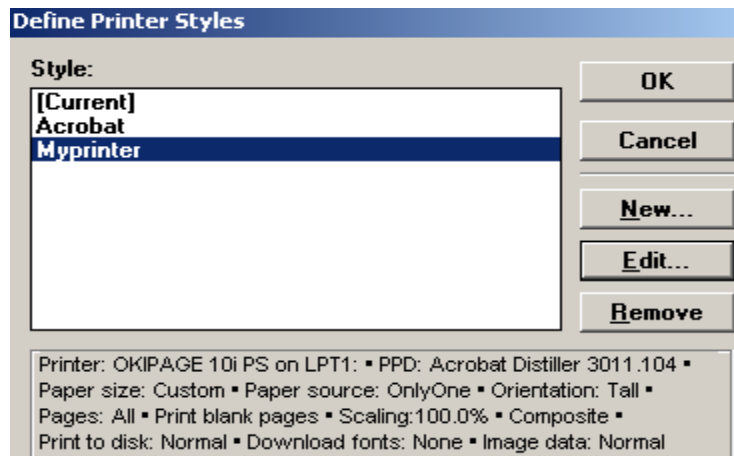 Define Printer Styles
Style:
[Current]
Acrobat
Myprinter
OK
Cancel
New...
Edit...
Remove
Printer: OKIPAGE 10i PS on LPT1: ▪ PPD: Acrobat Distiller 3011.104 ▪
Paper size: Custom ▪ Paper source: OnlyOne ▪ Orientation: Tall ▪
Pages: All ▪ Print blank pages ▪ Scaling:100.0% ▪ Composite ▪
Print to disk: Normal ▪ Download fonts: None ▪ Image data: Normal